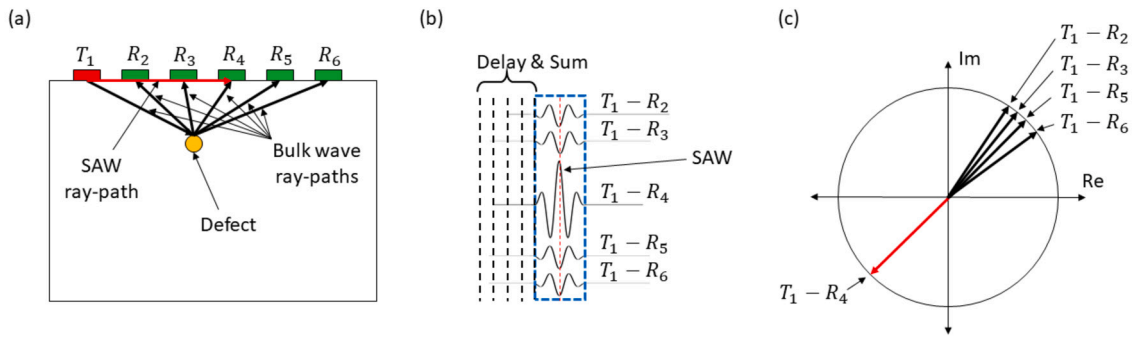 (a)
T₁ R₂ R₃ R₄ R₅ R₆
SAW
ray-path
Defect
Bulk wave
ray-paths
(b)
Delay & Sum
T₁ − R₂
T₁ − R₃
SAW
T₁ − R₄
T₁ − R₅
T₁ − R₆
(c)
Im
T₁ − R₂
T₁ − R₃
T₁ − R₅
T₁ − R₆
Re
T₁ − R₄